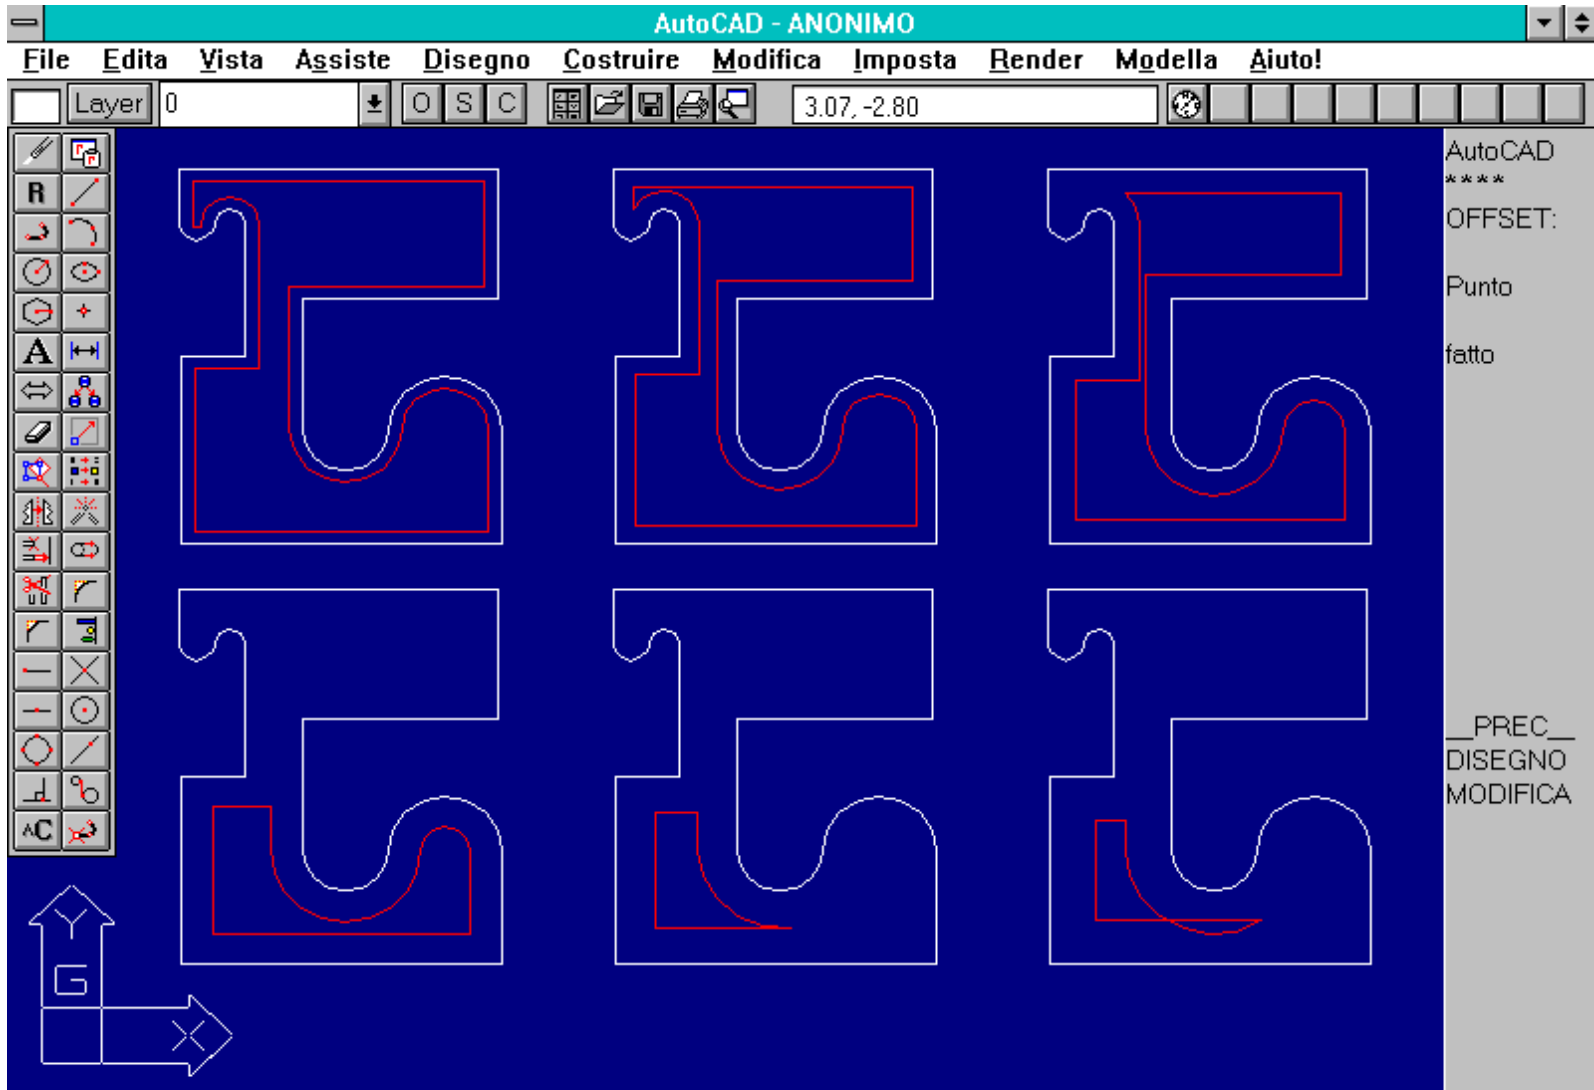 AutoCAD - ANONIMO
File Edita Vista Assiste Disegno Costruire Modifica Imposta Render Modella Aiuto!
Layer 0 O S C 3.07, -2.80
AutoCAD
* * * *
OFFSET:
Punto
fatto
__PREC__
DISEGNO
MODIFICA
R
A
^C
Y
G
X